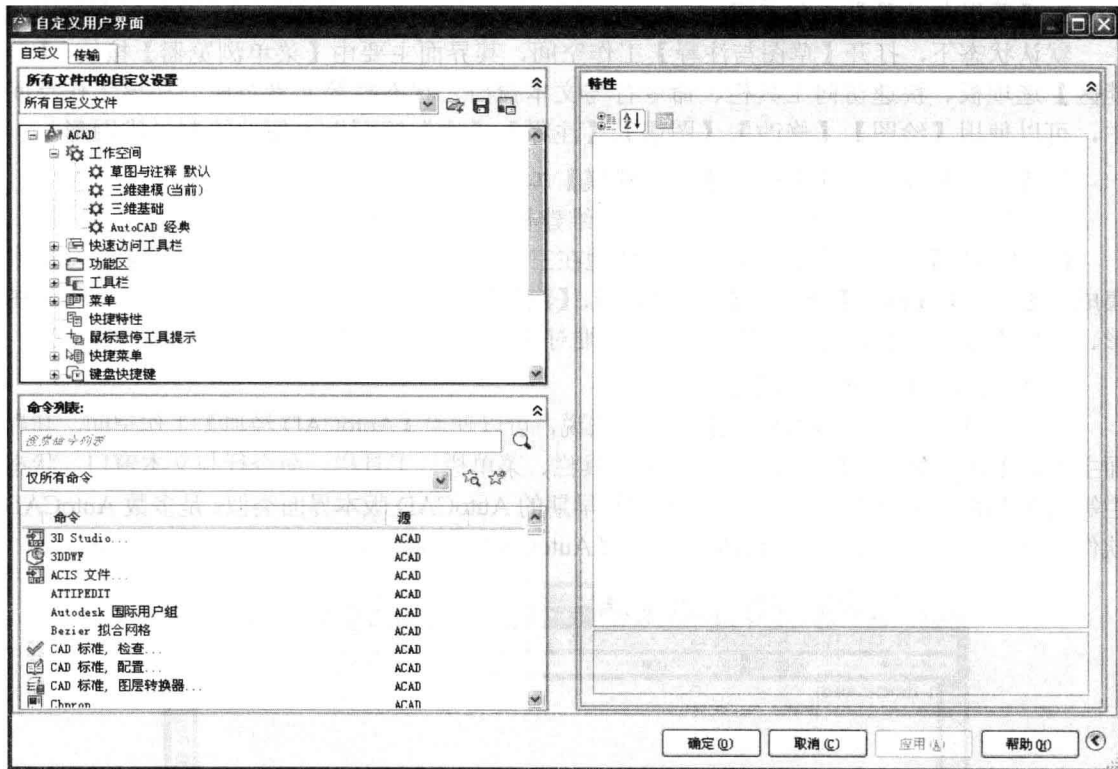 自定义用户界面
自定义 传输
所有文件中的自定义设置
所有自定义文件
ACAD
工作空间
草图与注释 默认
三维建模(当前)
三维基础
AutoCAD 经典
快速访问工具栏
功能区
工具栏
菜单
快捷特性
鼠标悬停工具提示
快捷菜单
键盘快捷键
命令列表:
搜索命令列表
仅所有命令
命令 源
3D Studio... ACAD
3DDWF ACAD
ACIS 文件... ACAD
ATTIPEDIT ACAD
Autodesk 国际用户组 ACAD
Bezier 拟合网格 ACAD
CAD 标准, 检查... ACAD
CAD 标准, 配置... ACAD
CAD 标准, 图层转换器... ACAD
Chprop ACAD
特性
确定(O) 取消(C) 应用(A) 帮助(H)